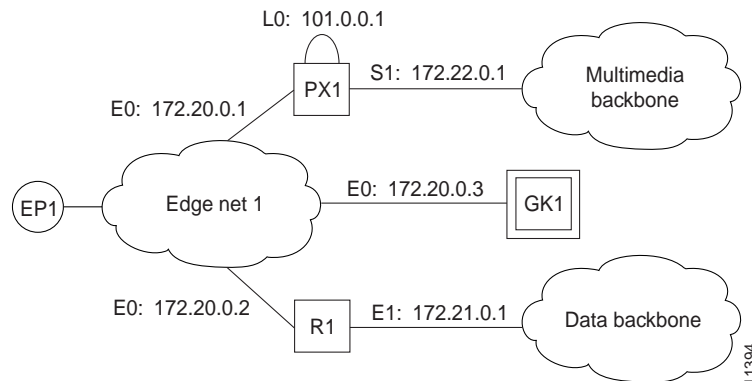 L0: 101.0.0.1
PX1
S1: 172.22.0.1
Multimedia
backbone
E0: 172.20.0.1
EP1
Edge net 1
E0: 172.20.0.3
GK1
E0: 172.20.0.2
R1
E1: 172.21.0.1
Data backbone
11394